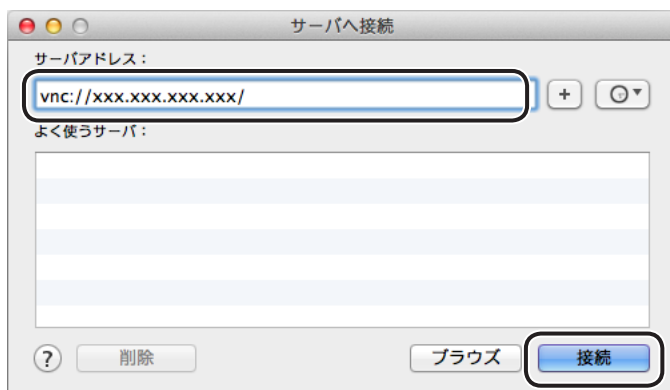 サーバへ接続
サーバアドレス：
vnc://xxx.xxx.xxx.xxx/
+
よく使うサーバ：
? 削除 ブラウズ 接続